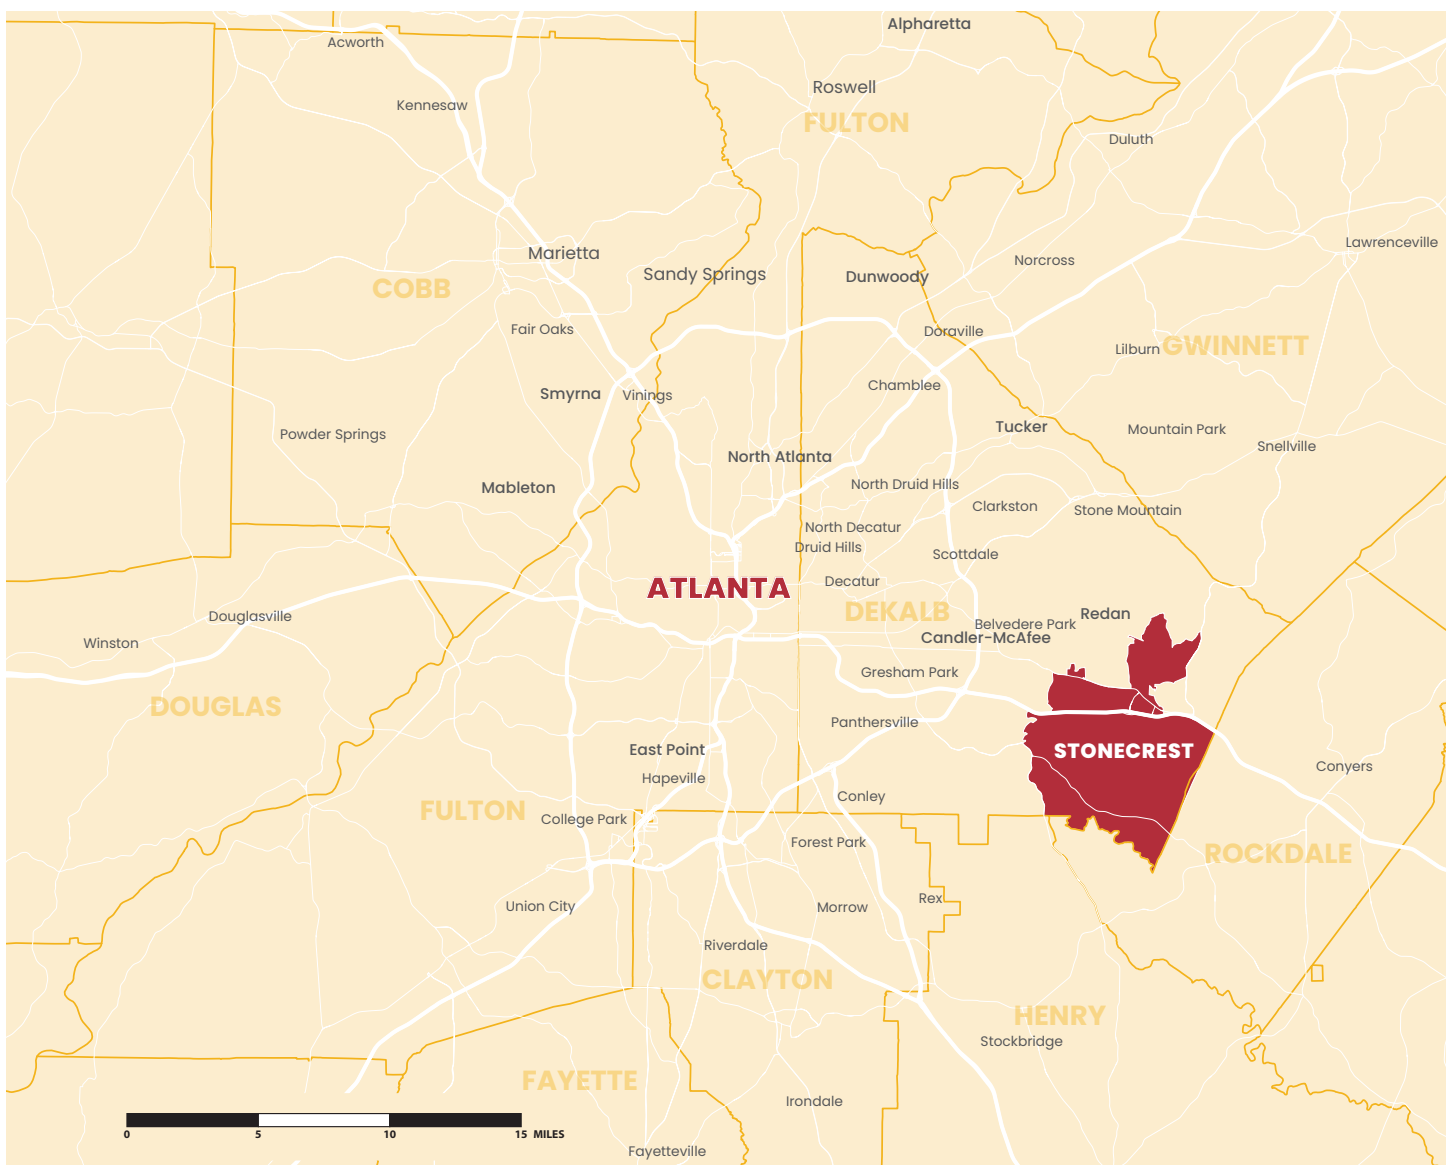 Alpharetta
Acworth
Roswell
Kennesaw
FULTON
Duluth
Lawrenceville
Marietta
Norcross
Sandy Springs
Dunwoody
COBB
Fair Oaks
Doraville
Lilburn
GWINNETT
Chamblee
Smyrna
Vinings
Tucker
Mountain Park
Powder Springs
Snellville
North Atlanta
North Druid Hills
Mableton
Clarkston
Stone Mountain
North Decatur
Druid Hills
Scottdale
Decatur
ATLANTA
DEKALB
Redan
Douglasville
Belvedere Park
Candler-McAfee
Winston
Gresham Park
DOUGLAS
Panthersville
East Point
STONECREST
Conyers
Hapeville
Conley
FULTON
College Park
Forest Park
ROCKDALE
Rex
Union City
Morrow
Riverdale
CLAYTON
HENRY
Stockbridge
FAYETTE
Irondale
0 5 10 15 MILES
Fayetteville